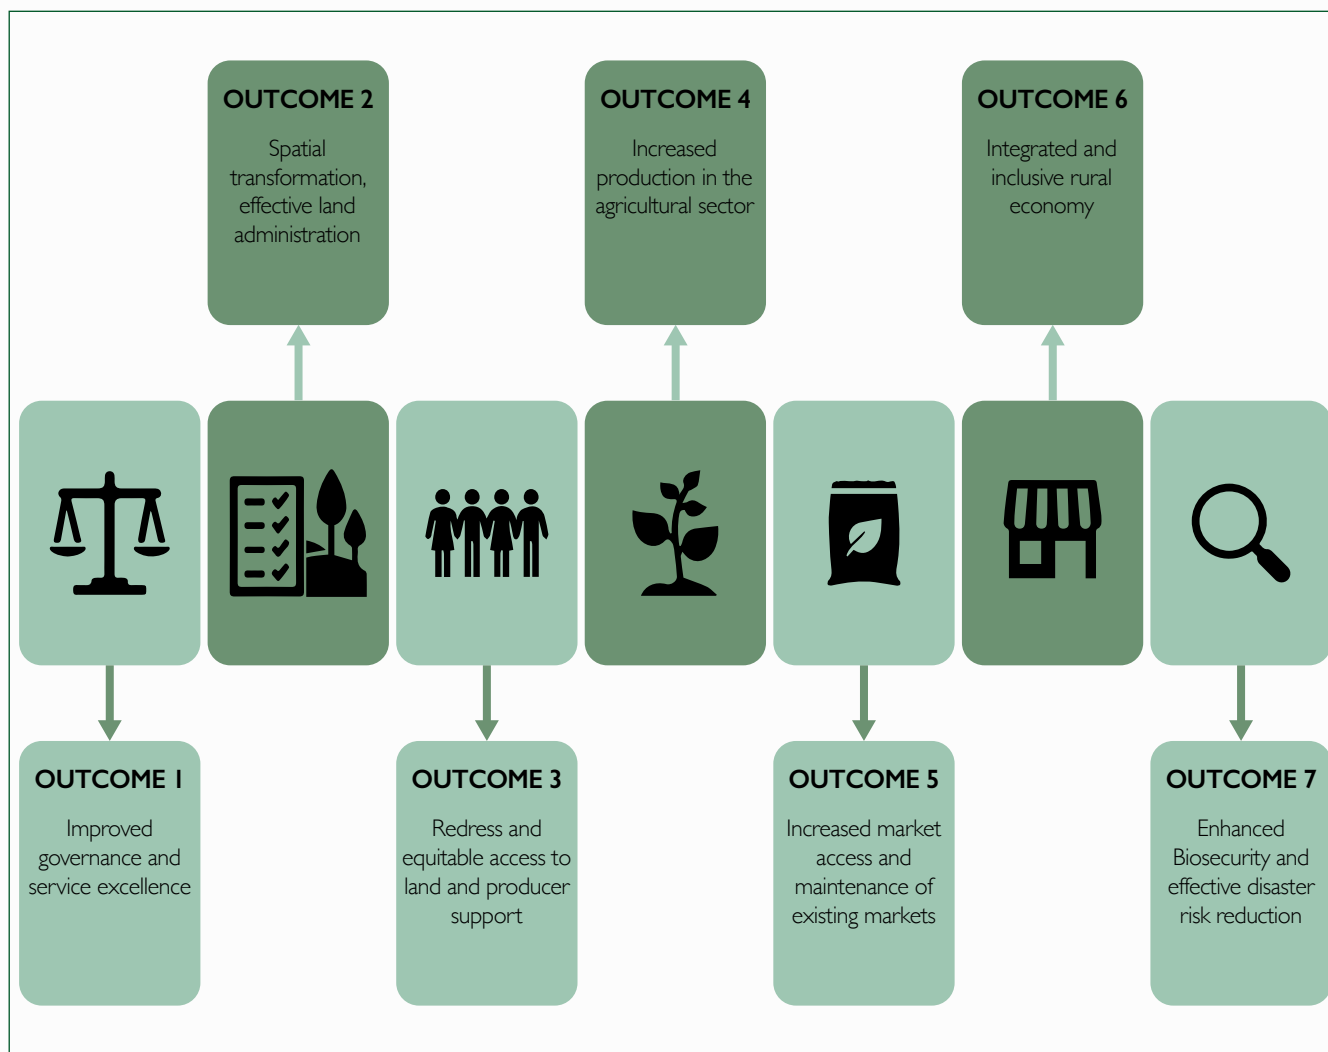 OUTCOME 2
Spatial
transformation,
effective land
administration
OUTCOME 4
Increased
production in the
agricultural sector
OUTCOME 6
Integrated and
inclusive rural
economy
OUTCOME 1
Improved
governance and
service excellence
OUTCOME 3
Redress and
equitable access to
land and producer
support
OUTCOME 5
Increased market
access and
maintenance of
existing markets
OUTCOME 7
Enhanced
Biosecurity and
effective disaster
risk reduction